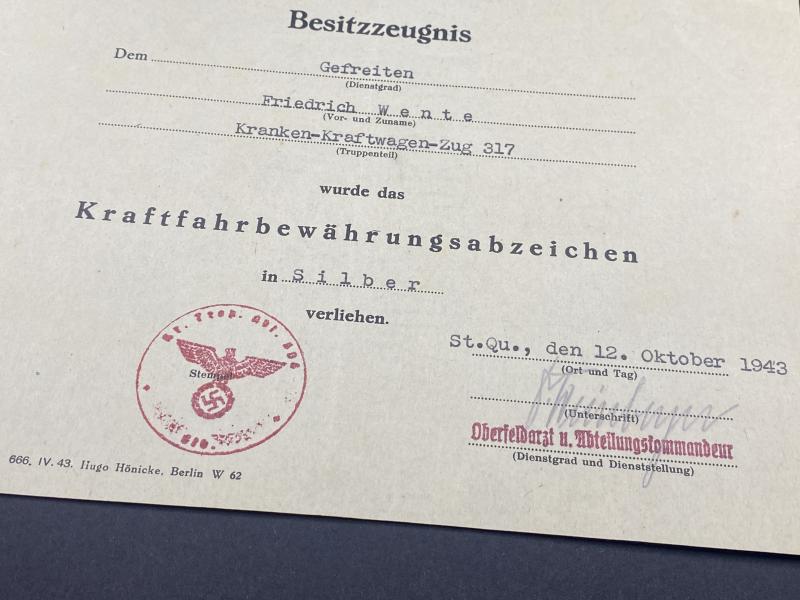 Besitzzeugnis
Dem Gefreiten
(Dienstgrad)
Friedrich W e n t e
(Vor- und Zuname)
Kranken-Kraftwagen-Zug 317
(Truppenteil)
wurde das
Kraftfahrbewährungsabzeichen
in S i l b e r
verliehen.
St.Qu., den 12. Oktober 1943
(Ort und Tag)
Stempel
(Unterschrift)
Oberfeldarzt u. Abteilungskommandeur
(Dienstgrad und Dienststellung)
666. IV. 43. Hugo Hönicke, Berlin W 62